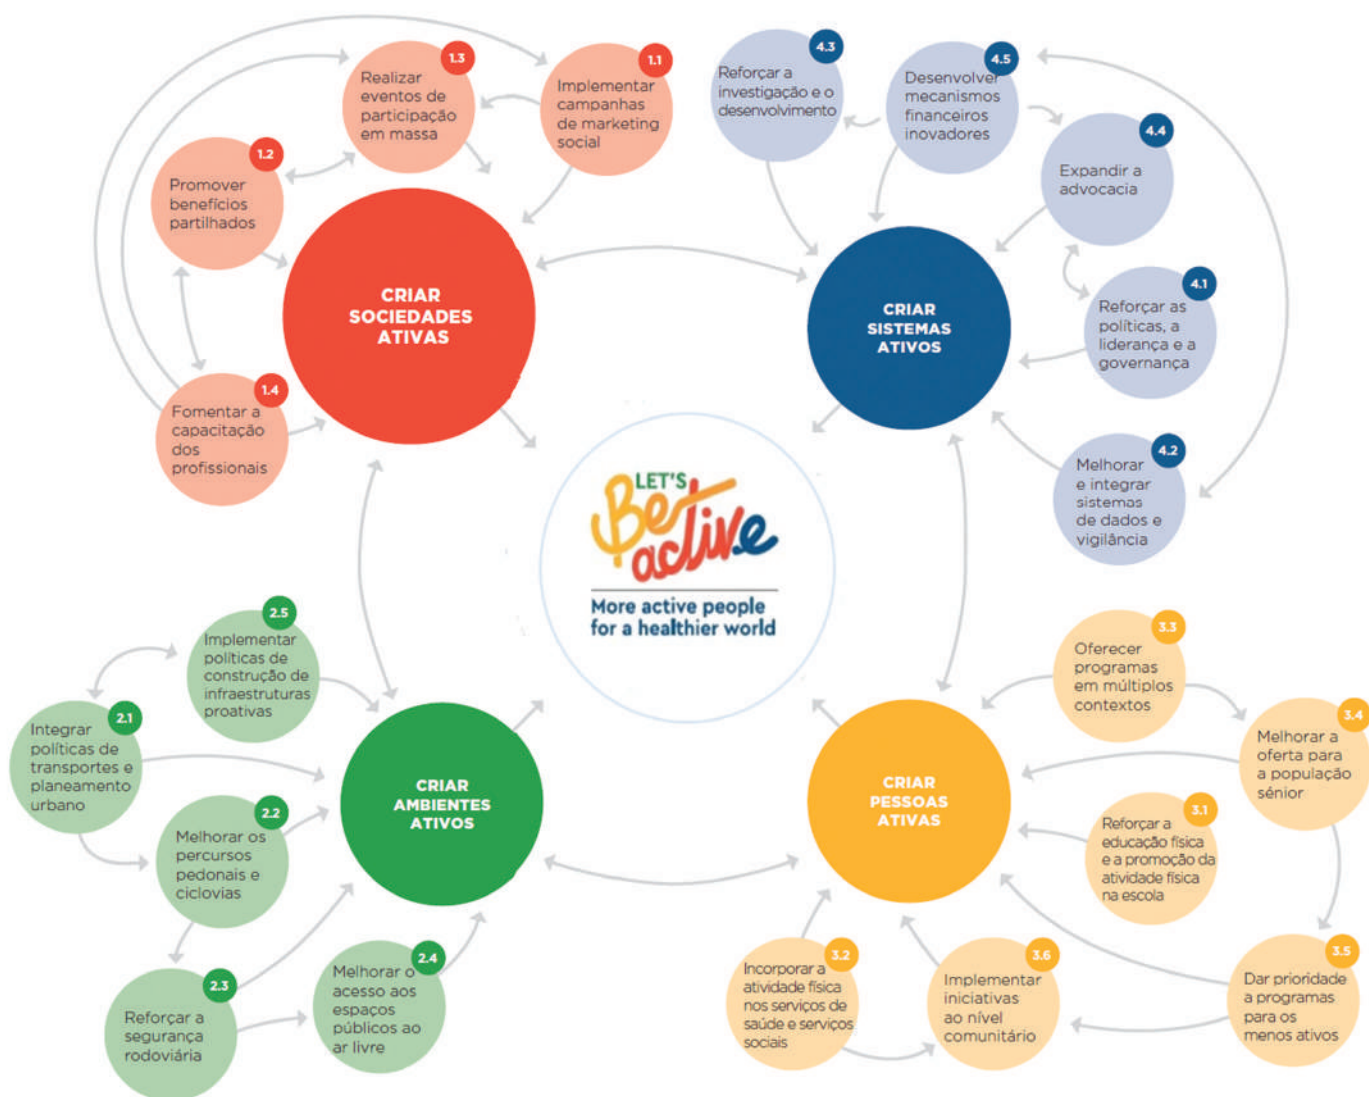 1.3
Realizar
eventos de
participação
em massa
1.1
Implementar
campanhas
de marketing
social
1.2
Promover
benefícios
partilhados
1.4
Fomentar a
capacitação
dos
profissionais
CRIAR
SOCIEDADES
ATIVAS
4.3
Reforçar a
investigação e o
desenvolvimento
4.5
Desenvolver
mecanismos
financeiros
inovadores
4.4
Expandir a
advocacia
4.1
Reforçar as
políticas, a
liderança e a
governança
4.2
Melhorar
e integrar
sistemas
de dados e
vigilância
CRIAR
SISTEMAS
ATIVOS
LET'S
Be
active
More active people
for a healthier world
2.5
Implementar
políticas de
construção de
infraestruturas
proativas
2.1
Integrar
políticas de
transportes e
planeamento
urbano
2.2
Melhorar os
percursos
pedonais e
ciclovias
2.3
Reforçar a
segurança
rodoviária
2.4
Melhorar o
acesso aos
espaços
públicos ao
ar livre
CRIAR
AMBIENTES
ATIVOS
3.3
Oferecer
programas
em múltiplos
contextos
3.4
Melhorar a
oferta para
a população
sénior
3.1
Reforçar a
educação física
e a promoção da
atividade física
na escola
3.5
Dar prioridade
a programas
para os
menos ativos
3.6
Implementar
iniciativas
ao nível
comunitário
3.2
Incorporar a
atividade física
nos serviços de
saúde e serviços
sociais
CRIAR
PESSOAS
ATIVAS